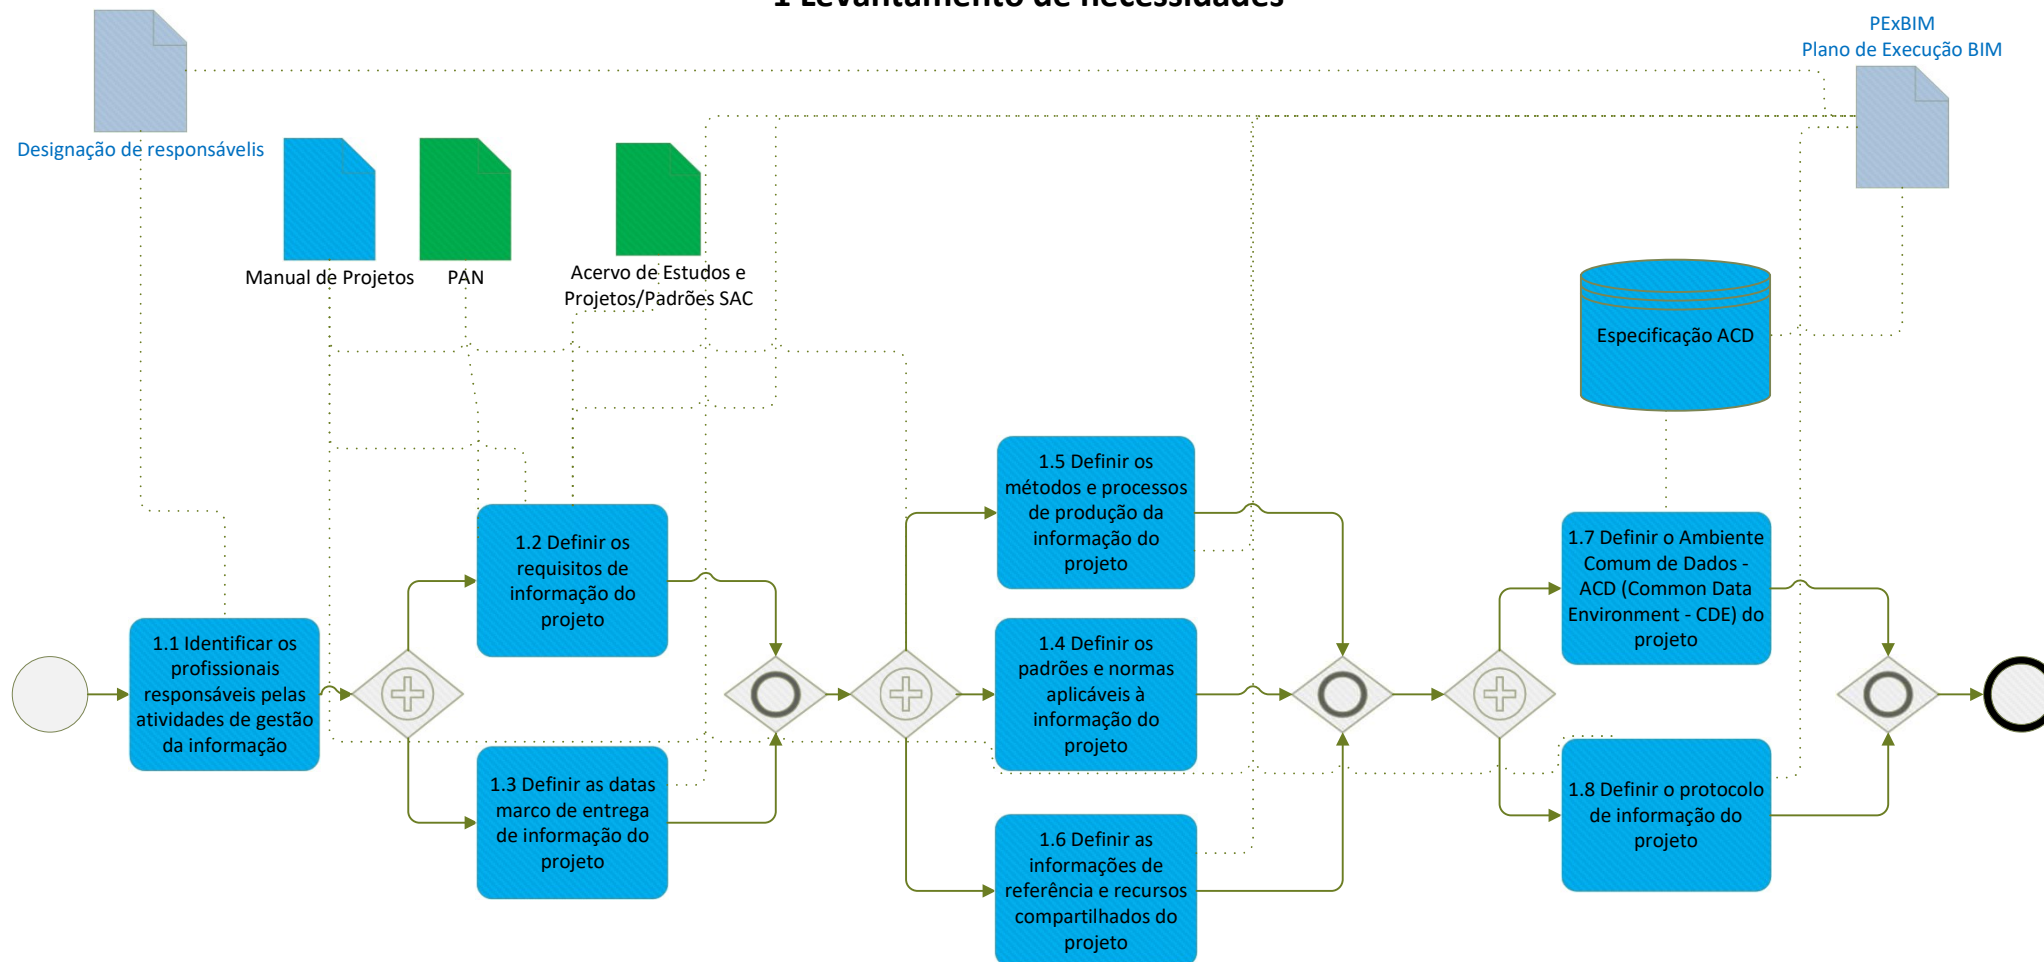 1 Levantamento de necessidades
PExBIM
Plano de Execução BIM
Designação de responsávelis
Manual de Projetos
PAN
Acervo de Estudos e
Projetos/Padrões SAC
Especificação ACD
1.1 Identificar os
profissionais
responsáveis pelas
atividades de gestão
da informação
1.2 Definir os
requisitos de
informação do
projeto
1.3 Definir as datas
marco de entrega
de informação do
projeto
1.5 Definir os
métodos e processos
de produção da
informação do
projeto
1.4 Definir os
padrões e normas
aplicáveis à
informação do
projeto
1.6 Definir as
informações de
referência e recursos
compartilhados do
projeto
1.7 Definir o Ambiente
Comum de Dados -
ACD (Common Data
Environment - CDE) do
projeto
1.8 Definir o protocolo
de informação do
projeto